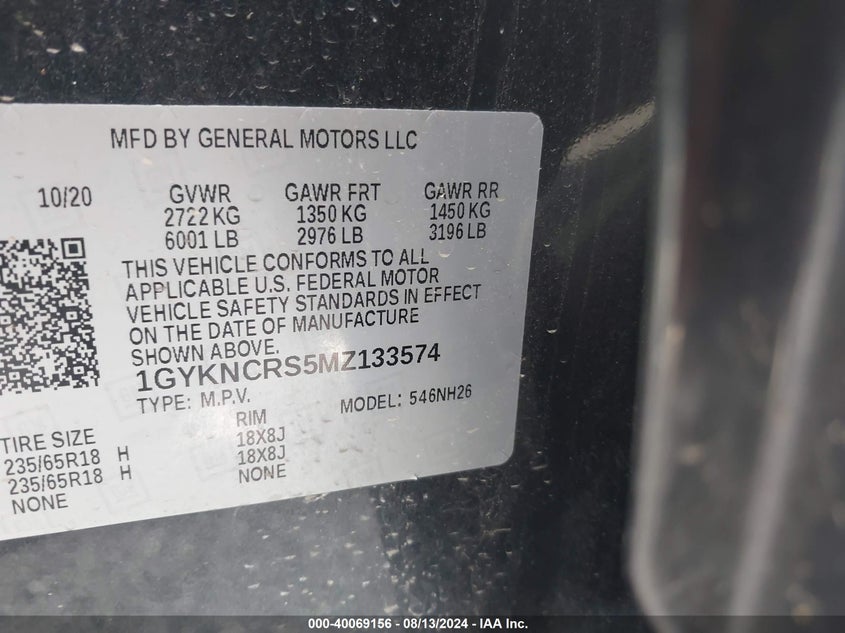 MFD BY GENERAL MOTORS LLC
10/20 GVWR GAWR FRT GAWR RR
2722 KG 1350 KG 1450 KG
6001 LB 2976 LB 3196 LB
THIS VEHICLE CONFORMS TO ALL
APPLICABLE U.S. FEDERAL MOTOR
VEHICLE SAFETY STANDARDS IN EFFECT
ON THE DATE OF MANUFACTURE
SHOWN ABOVE.
1GYKNCRS5MZ133574
TYPE: M.P.V. MODEL: 546NH26
TIRE SIZE RIM
235/65R18 H 18X8J
235/65R18 H 18X8J
NONE NONE
000-40069156 - 08/13/2024 - IAA Inc.